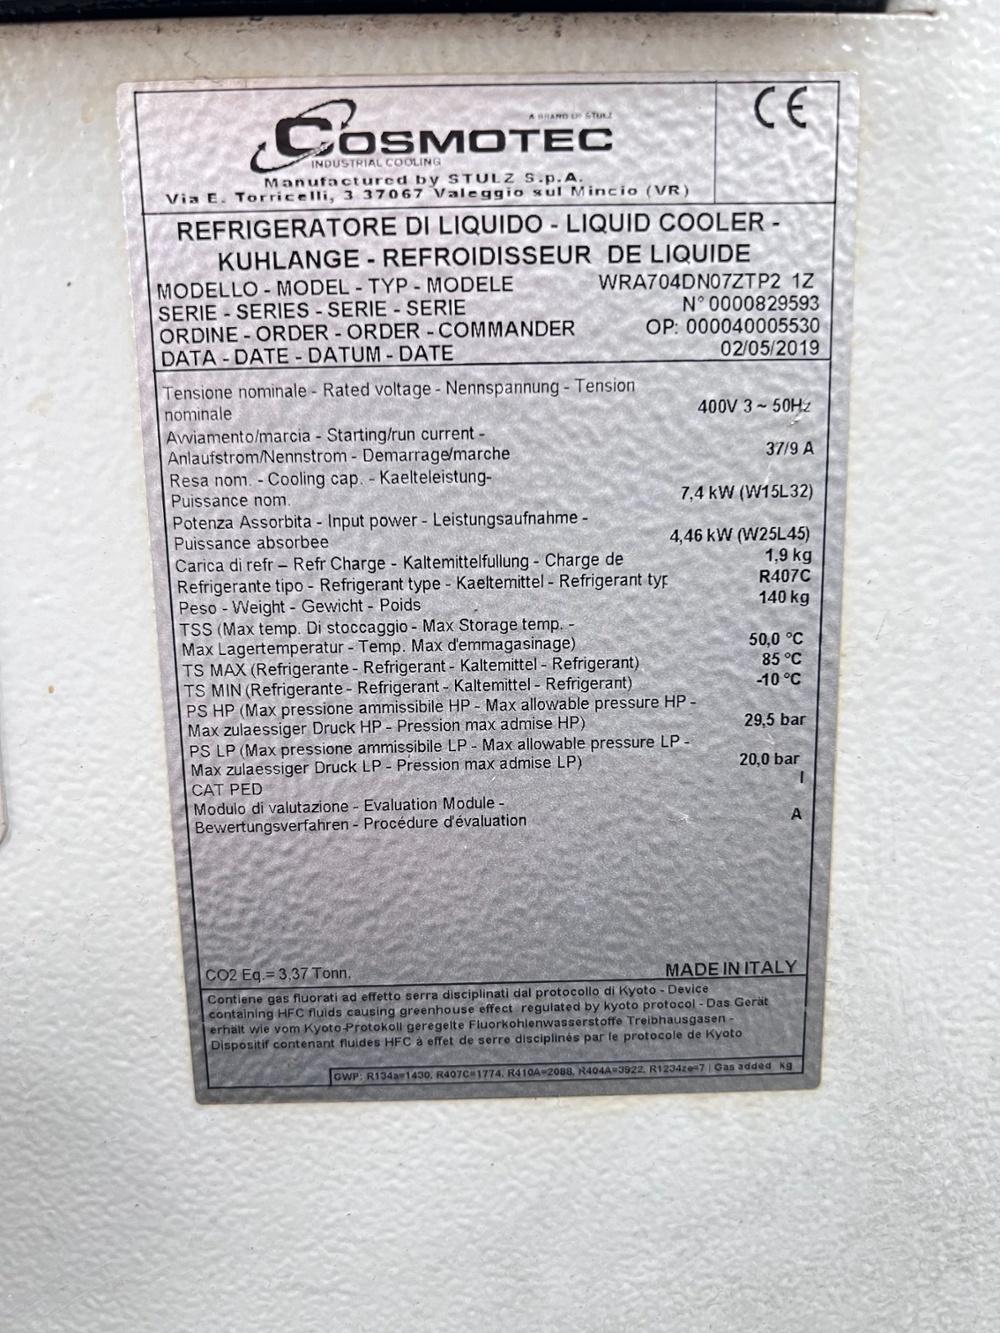 CE
A BRAND OF STULZ
COSMOTEC
INDUSTRIAL COOLING
Manufactured by STULZ S.p.A.
Via E. Torricelli, 3 37067 Valeggio sul Mincio (VR)
REFRIGERATORE DI LIQUIDO - LIQUID COOLER -
KUHLANGE - REFROIDISSEUR DE LIQUIDE
MODELLO - MODEL - TYP - MODELE WRA704DN07ZTP2 1Z
SERIE - SERIES - SERIE - SERIE N° 0000829593
ORDINE - ORDER - ORDER - COMMANDER OP: 000040005530
DATA - DATE - DATUM - DATE 02/05/2019
Tensione nominale - Rated voltage - Nennspannung - Tension
nominale 400V 3 ~ 50Hz
Avviamento/marcia - Starting/run current -
Anlaufstrom/Nennstrom - Demarrage/marche 37/9 A
Resa nom. - Cooling cap. - Kaelteleistung-
Puissance nom. 7,4 kW (W15L32)
Potenza Assorbita - Input power - Leistungsaufnahme -
Puissance absorbee 4,46 kW (W25L45)
Carica di refr – Refr Charge - Kaltemittelfullung - Charge de 1,9 kg
Refrigerante tipo - Refrigerant type - Kaeltemittel - Refrigerant typ R407C
Peso - Weight - Gewicht - Poids 140 kg
TSS (Max temp. Di stoccaggio - Max Storage temp. -
Max Lagertemperatur - Temp. Max d'emmagasinage) 50,0 °C
TS MAX (Refrigerante - Refrigerant - Kaltemittel - Refrigerant) 85 °C
TS MIN (Refrigerante - Refrigerant - Kaltemittel - Refrigerant) -10 °C
PS HP (Max pressione ammissibile HP - Max allowable pressure HP -
Max zulaessiger Druck HP - Pression max admise HP) 29,5 bar
PS LP (Max pressione ammissibile LP - Max allowable pressure LP -
Max zulaessiger Druck LP - Pression max admise LP) 20,0 bar
CAT PED I
Modulo di valutazione - Evaluation Module -
Bewertungsverfahren - Procédure d'évaluation A
CO2 Eq.= 3,37 Tonn. MADE IN ITALY
Contiene gas fluorati ad effetto serra disciplinati dal protocollo di Kyoto - Device
containing HFC fluids causing greenhouse effect regulated by kyoto protocol - Das Gerät
erhält wie vom Kyoto-Protokoll geregelte Fluorkohlenwasserstoffe Treibhausgasen -
Dispositif contenant fluides HFC à effet de serre disciplinés par le protocole de Kyoto
GWP: R134a=1430, R407C=1774, R410A=2088, R404A=3922, R1234ze=7 | Gas added kg